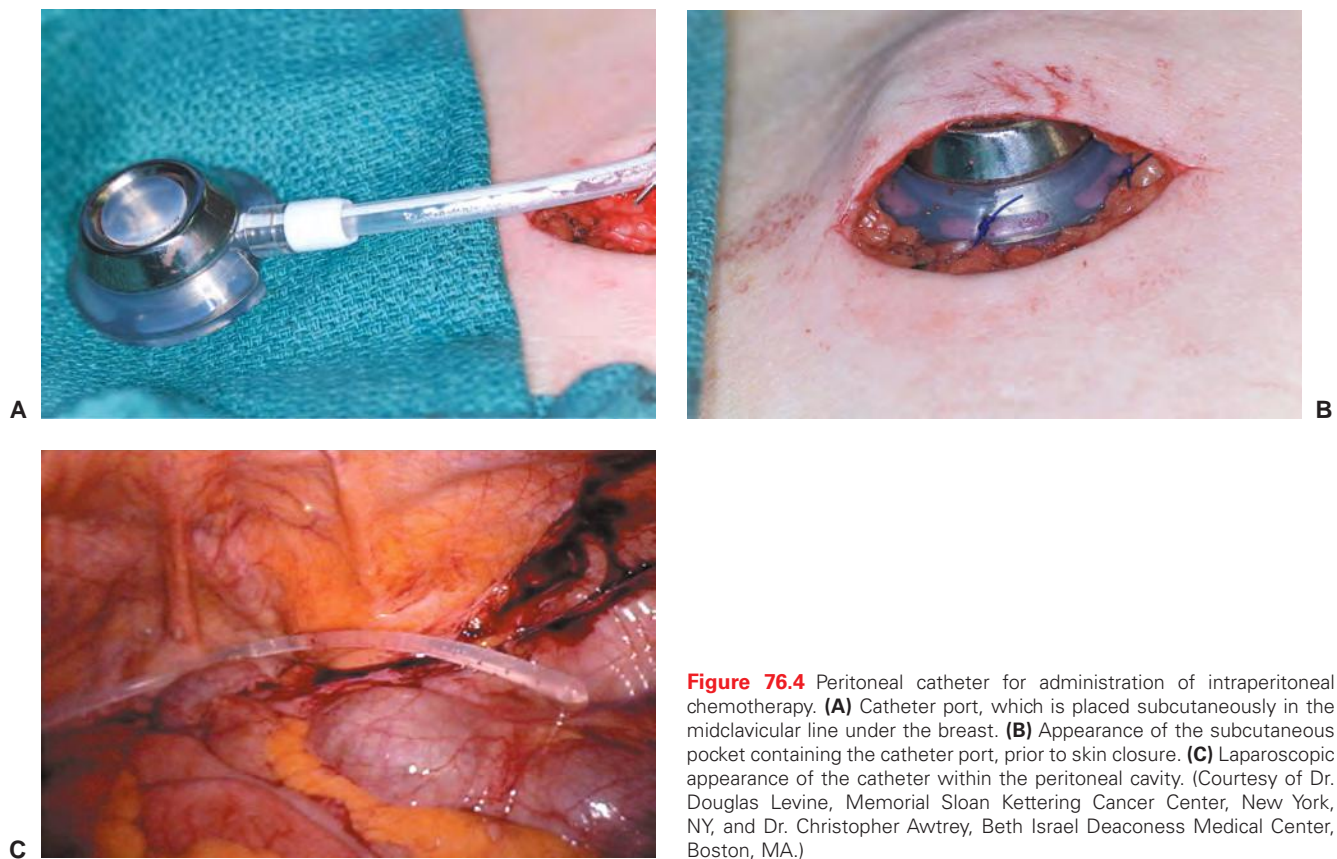 A
B
C
Figure 76.4 Peritoneal catheter for administration of intraperitoneal
chemotherapy. (A) Catheter port, which is placed subcutaneously in the
midclavicular line under the breast. (B) Appearance of the subcutaneous
pocket containing the catheter port, prior to skin closure. (C) Laparoscopic
appearance of the catheter within the peritoneal cavity. (Courtesy of Dr.
Douglas Levine, Memorial Sloan Kettering Cancer Center, New York,
NY, and Dr. Christopher Awtrey, Beth Israel Deaconess Medical Center,
Boston, MA.)